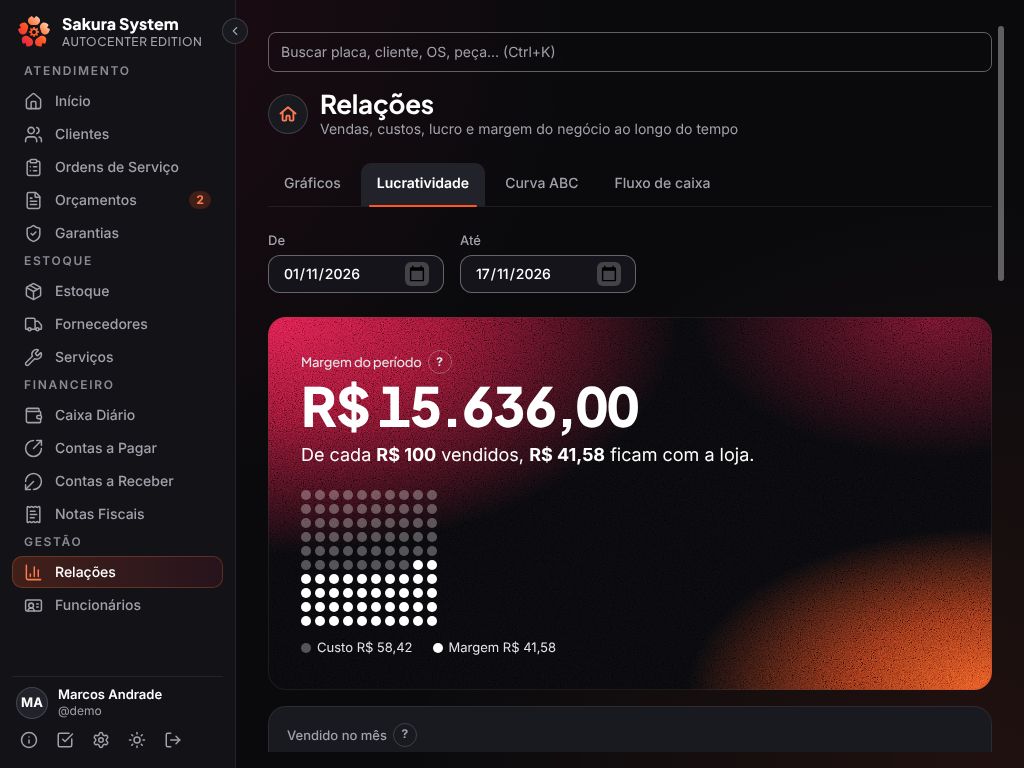 Sakura System
AUTOCENTER EDITION
ATENDIMENTO
Início
Clientes
Ordens de Serviço
Orçamentos 2
Garantias
ESTOQUE
Estoque
Fornecedores
Serviços
FINANCEIRO
Caixa Diário
Contas a Pagar
Contas a Receber
Notas Fiscais
GESTÃO
Relações
Funcionários
MA
Marcos Andrade
@demo
Buscar placa, cliente, OS, peça... (Ctrl+K)
Relações
Vendas, custos, lucro e margem do negócio ao longo do tempo
Gráficos Lucratividade Curva ABC Fluxo de caixa
De Até
01/11/2026 17/11/2026
Margem do período ?
R$ 15.636,00
De cada R$ 100 vendidos, R$ 41,58 ficam com a loja.
Custo R$ 58,42 Margem R$ 41,58
Vendido no mês ?